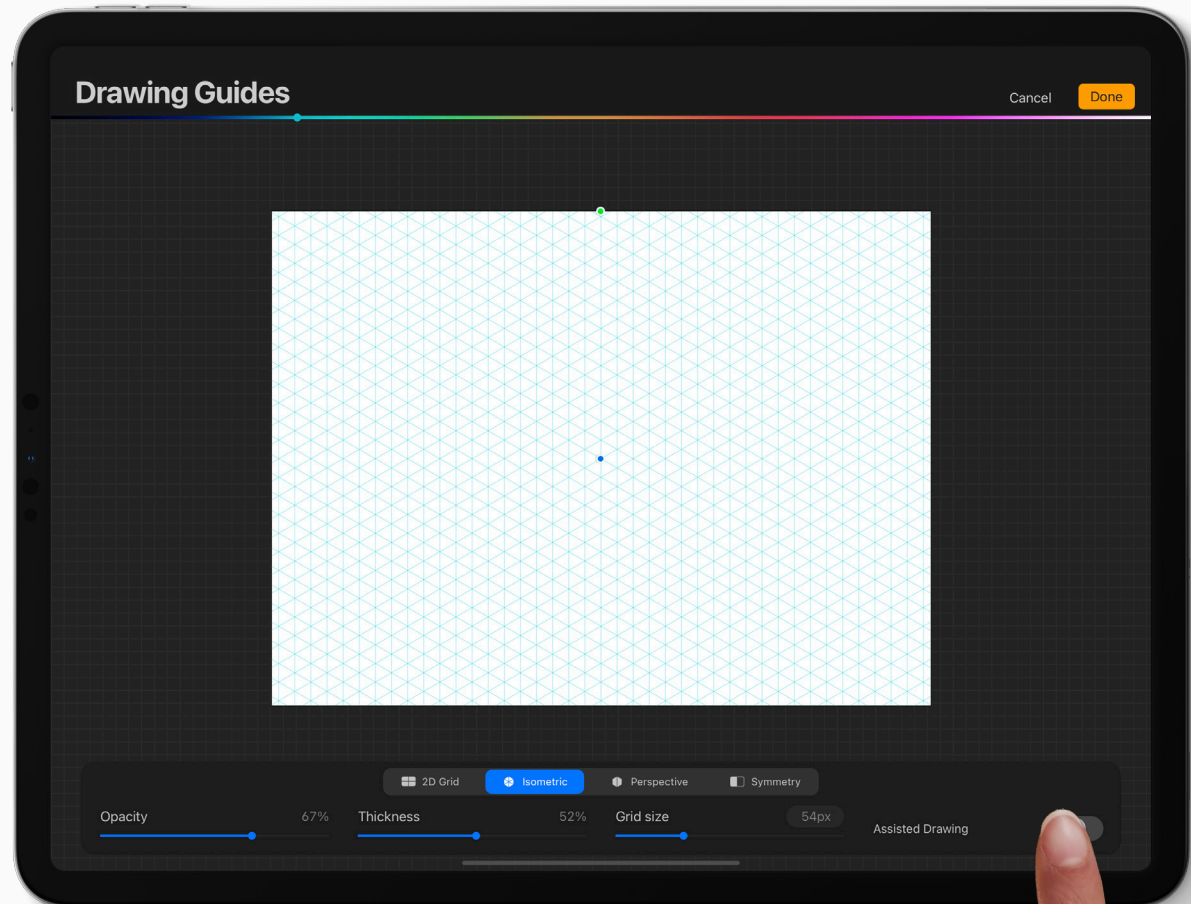 Drawing Guides
Cancel
Done
2D Grid
Isometric
Perspective
Symmetry
Opacity
67%
Thickness
52%
Grid size
54px
Assisted Drawing